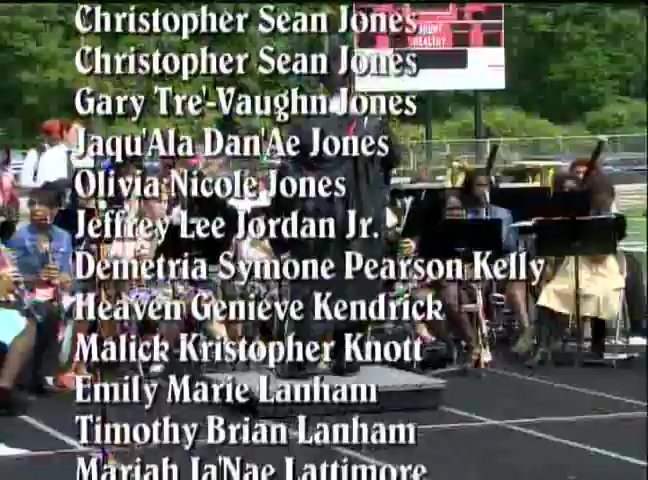 HEALTHY
Christopher Sean Jones
Christopher Sean Jones
Gary Tre'-Vaughn Jones
Jaqu'Ala Dan'Ae Jones
Olivia Nicole Jones
Jeffrey Lee Jordan Jr.
Demetria Symone Pearson Kelly
Heaven Genieve Kendrick
Malick Kristopher Knott
Emily Marie Lanham
Timothy Brian Lanham
Mariah Ja'Nae Lattimore